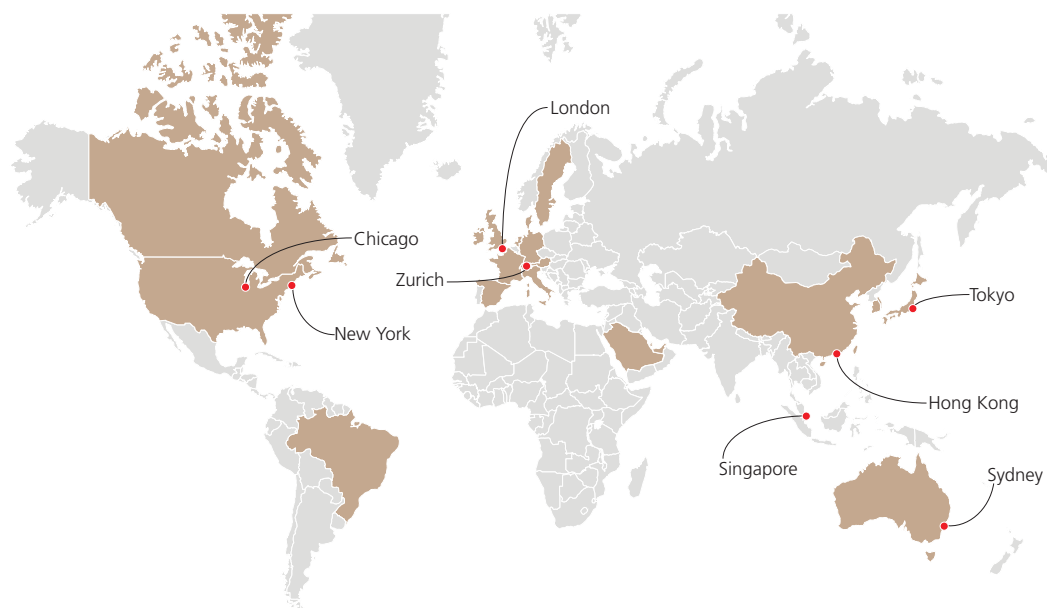 London
Chicago
Zurich
Tokyo
New York
Hong Kong
Singapore
Sydney